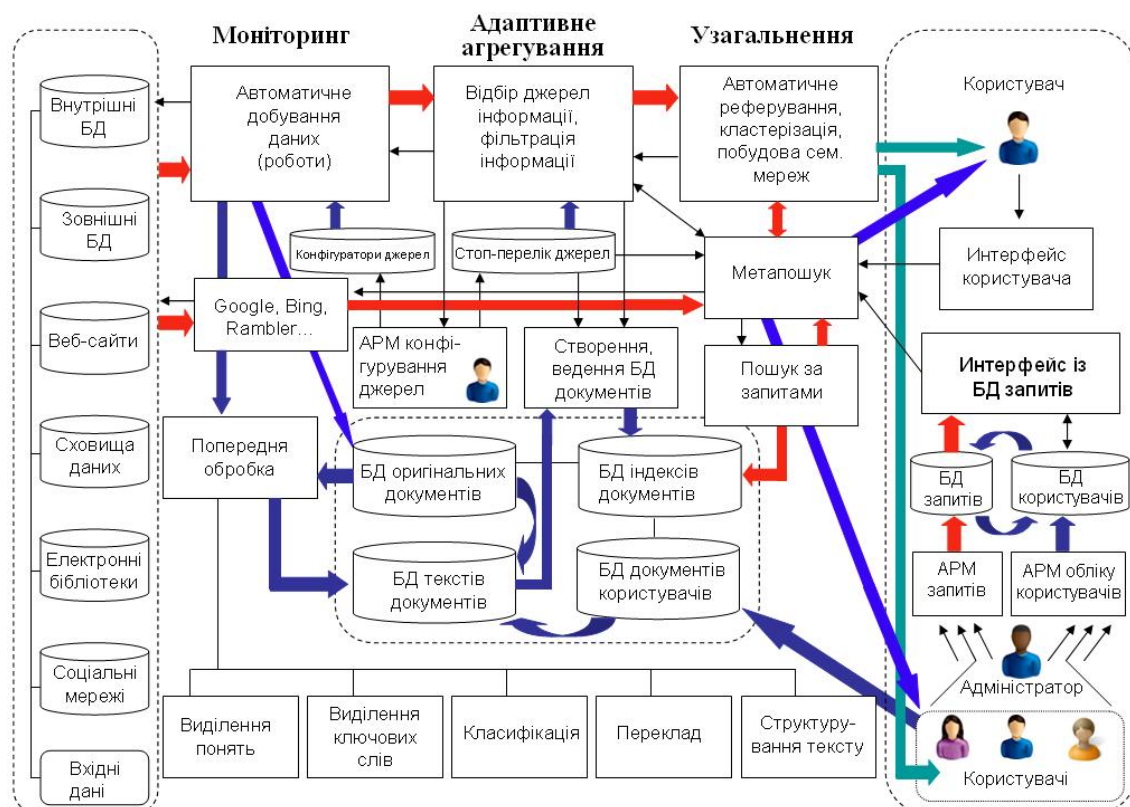 Моніторинг
Адаптивне
агрегування
Узагальнення
Внутрішні
БД
Зовнішні
БД
Веб-сайти
Сховища
даних
Електронні
бібліотеки
Соціальні
мережі
Вхідні
дані
Автоматичне
добування
даних
(роботи)
Відбір джерел
інформації,
фільтрація
інформації
Автоматичне
реферування,
кластерізація,
побудова сем.
мереж
Користувач
Конфігуратори джерел
Стоп-перелік джерел
Метапошук
Интерфейс
користувача
Google, Bing,
Rambler...
АРМ конфі-
гурування
джерел
Створення,
ведення БД
документів
Пошук за
запитами
Интерфейс із
БД запитів
Попередня
обробка
БД оригінальних
документів
БД індексів
документів
БД
запитів
БД
користувачів
БД текстів
документів
БД документів
користувачів
АРМ
запитів
АРМ обліку
користувачів
Адміністратор
Виділення
понять
Виділення
ключових
слів
Класифікація
Переклад
Структуру-
вання тексту
Користувачі